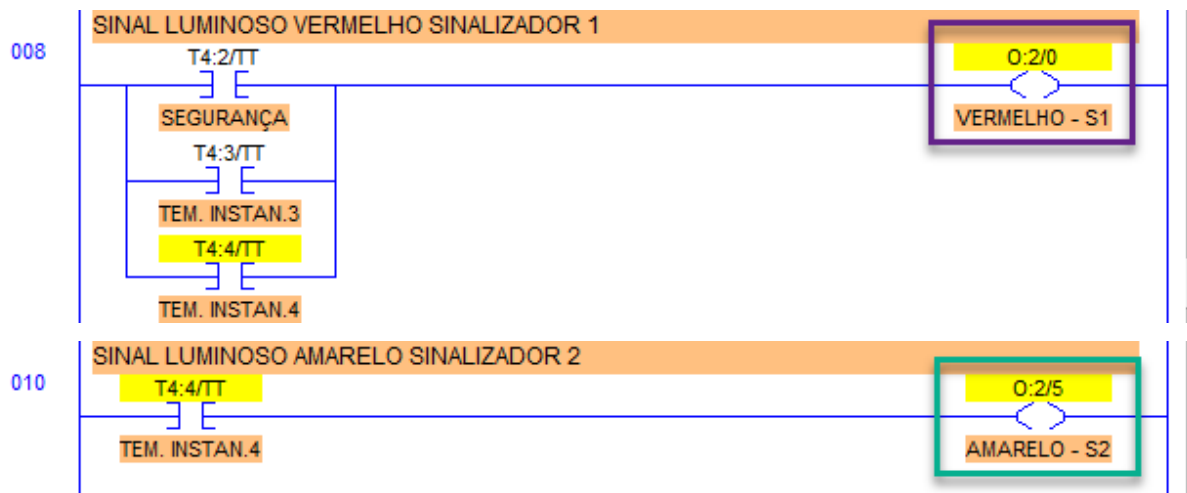 SINAL LUMINOSO VERMELHO SINALIZADOR 1
008
T4:2/TT
O:2/0
SEGURANÇA
VERMELHO - S1
T4:3/TT
TEM. INSTAN.3
T4:4/TT
TEM. INSTAN.4
SINAL LUMINOSO AMARELO SINALIZADOR 2
010
T4:4/TT
O:2/5
TEM. INSTAN.4
AMARELO - S2